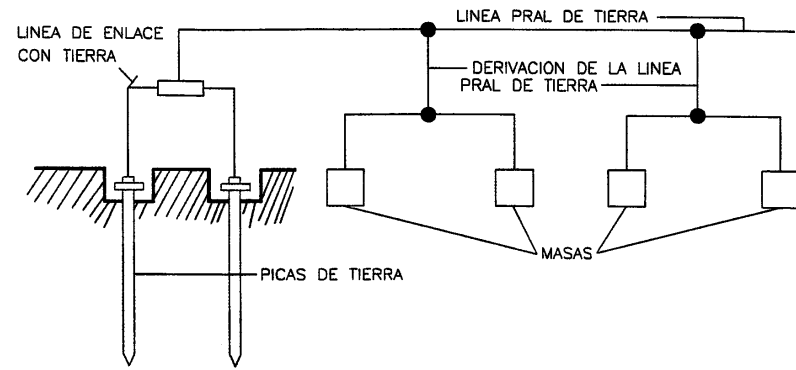 LINEA PRAL DE TIERRA
LINEA DE ENLACE
CON TIERRA
DERIVACION DE LA LINEA
PRAL DE TIERRA
MASAS
PICAS DE TIERRA